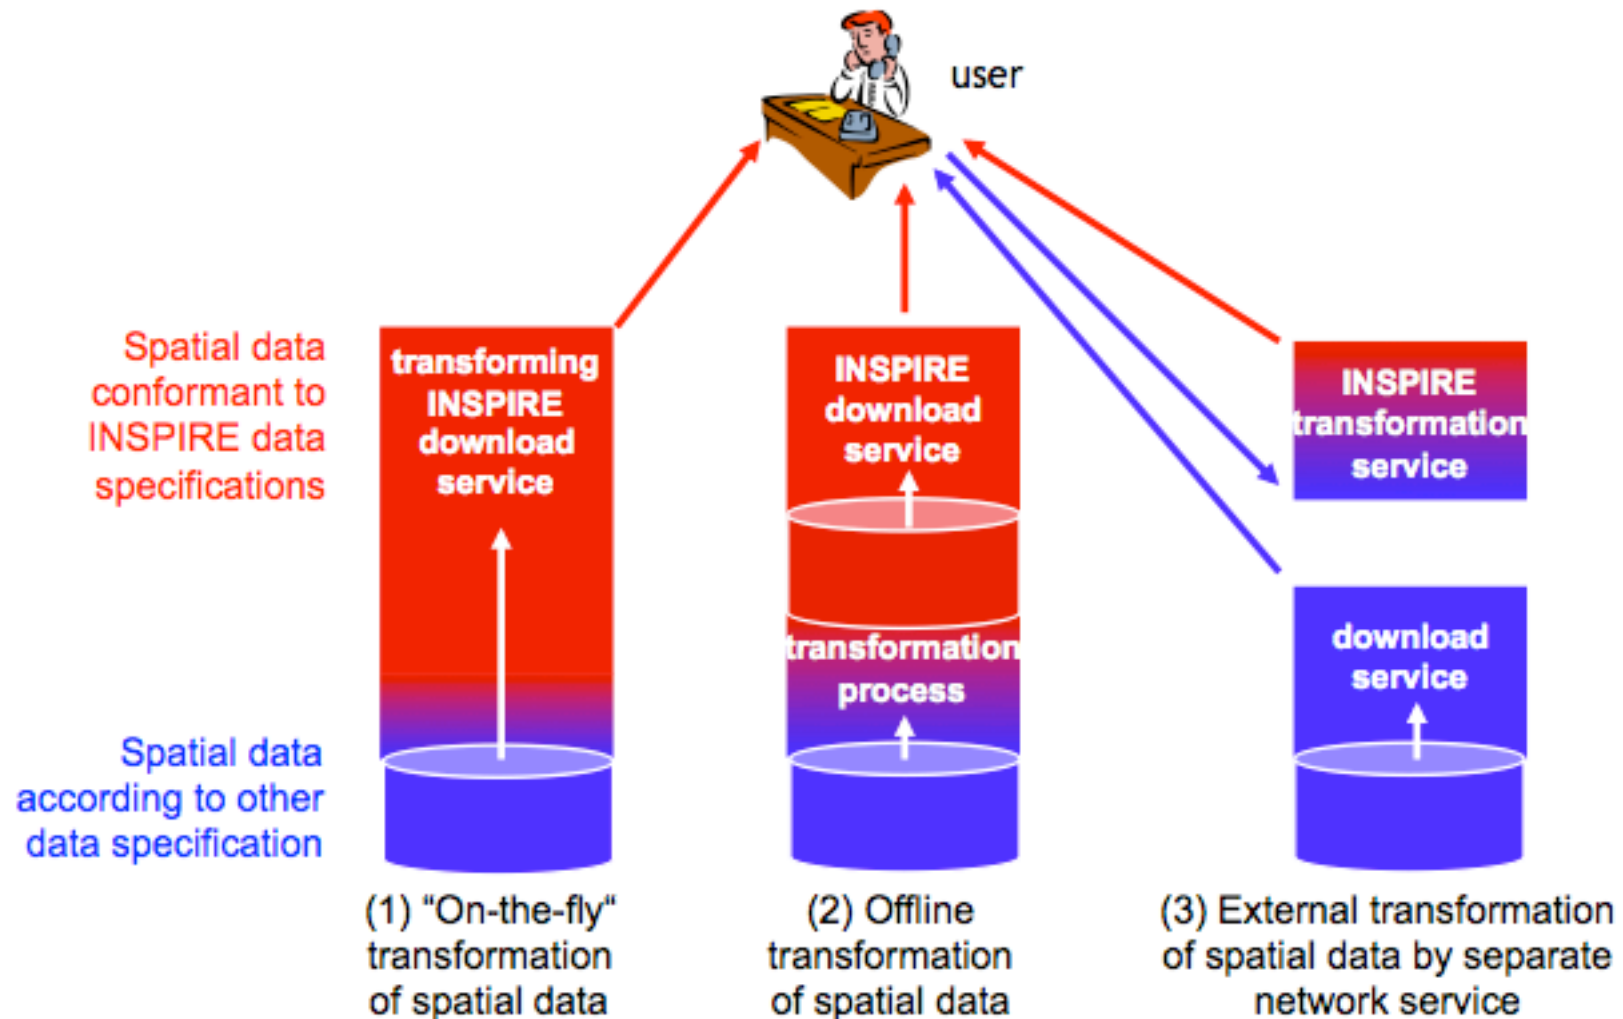 user
Spatial data
conformant to
INSPIRE data
specifications
transforming
INSPIRE
download
service
INSPIRE
download
service
INSPIRE
transformation
service
transformation
process
download
service
Spatial data
according to other
data specification
(1) “On-the-fly“
transformation
of spatial data
(2) Offline
transformation
of spatial data
(3) External transformation
of spatial data by separate
network service